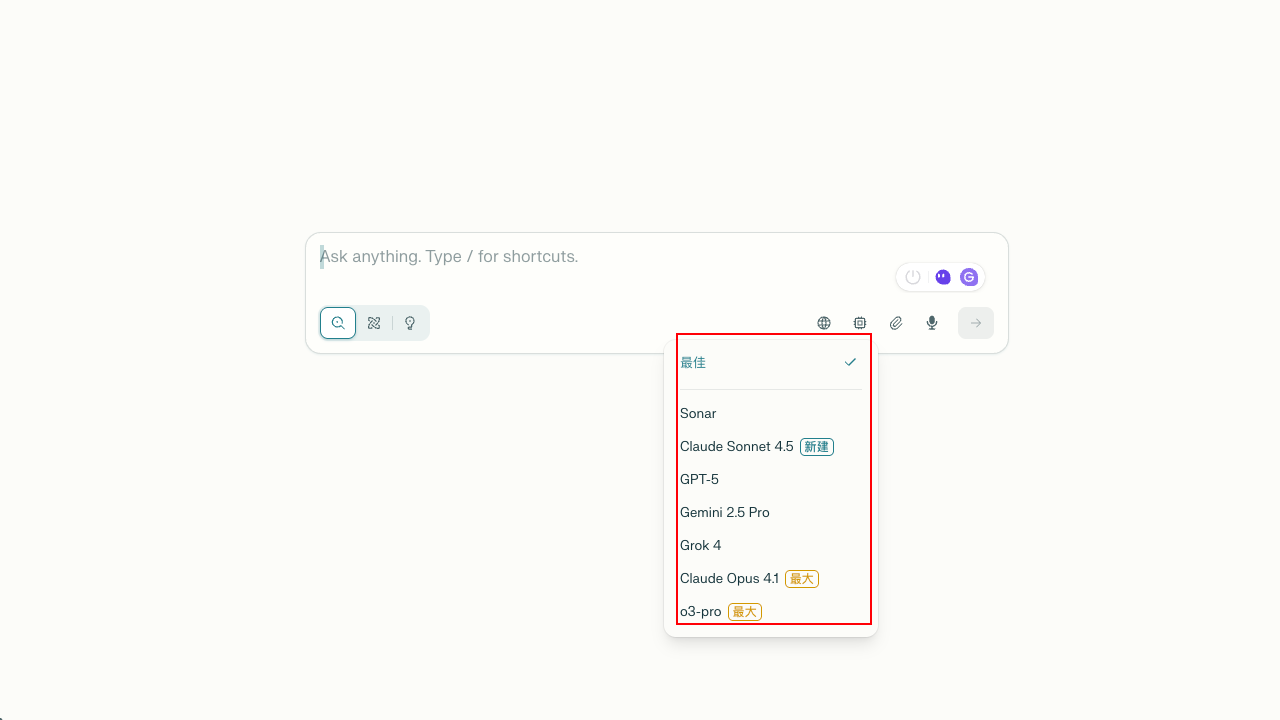 Ask anything. Type / for shortcuts.
G
最佳
Sonar
Claude Sonnet 4.5 新建
GPT-5
Gemini 2.5 Pro
Grok 4
Claude Opus 4.1 最大
o3-pro 最大